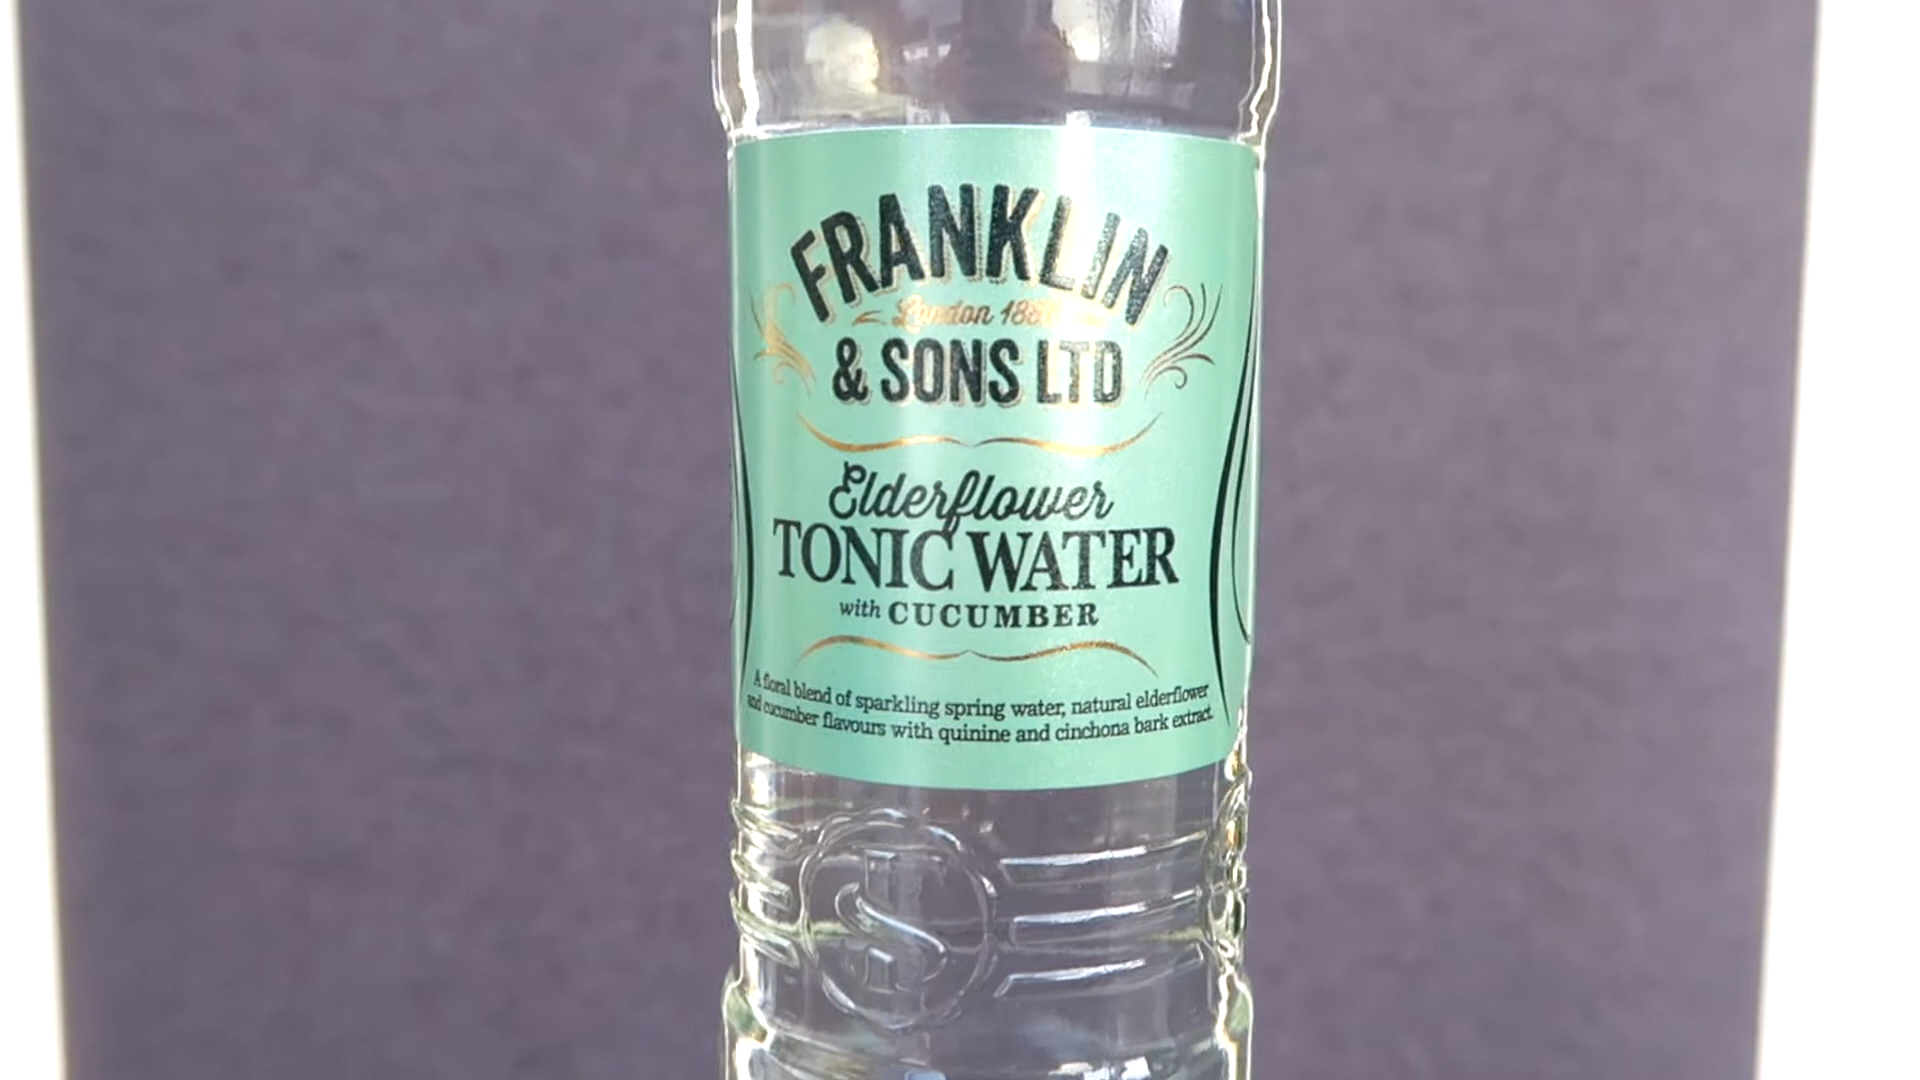 FRANKLIN
London
& SONS LTD
Elderflower
TONIC WATER
with CUCUMBER
A floral blend of sparkling spring water, natural elderflower
and cucumber flavours with quinine and cinchona bark extract.